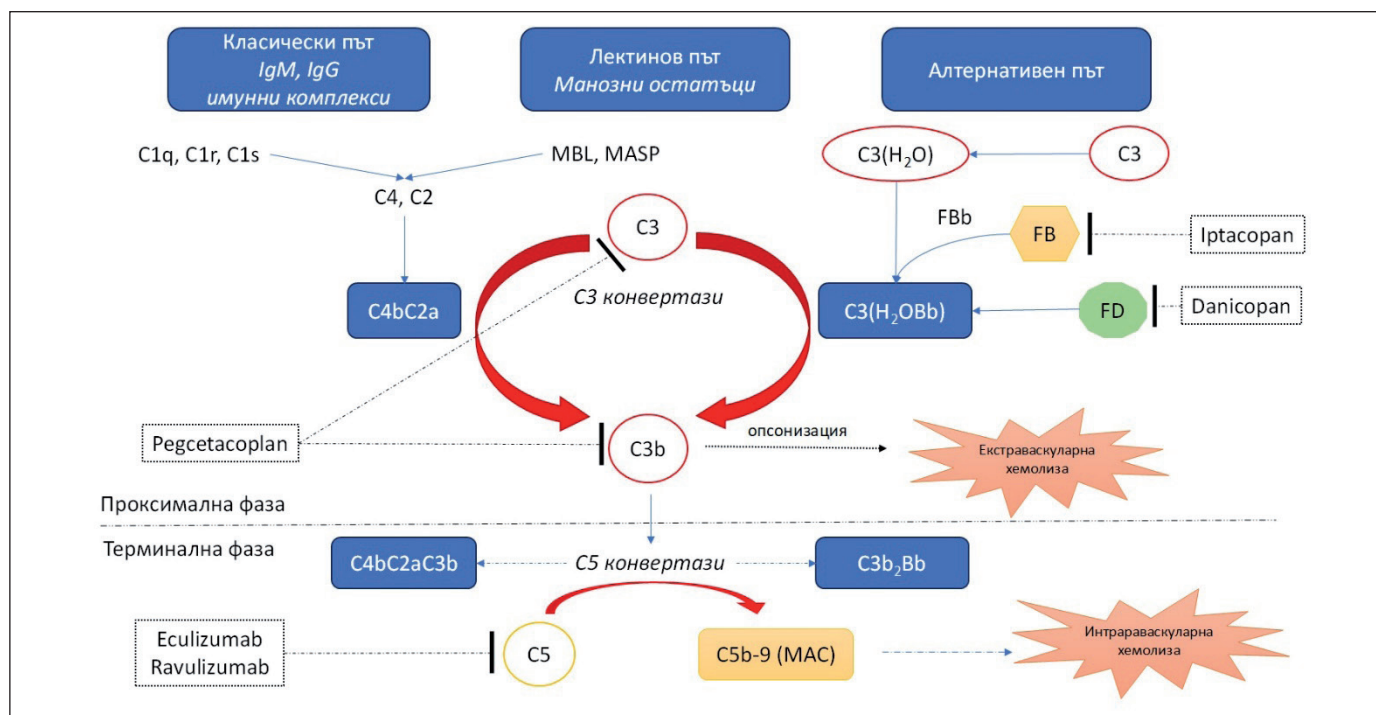 Класически път
IgM, IgG
имунни комплекси
Лектинов път
Манозни остатъци
Алтернативен път
C1q, C1r, C1s
MBL, MASP
C3(H₂O)
C3
C4, C2
C3
FBb
FB
Iptacopan
C4bC2a
C3 конвертази
C3(H₂OBb)
FD
Danicopan
Pegcetacoplan
C3b
опсонизация
Екстраваскуларна
хемолиза
Проксимална фаза
Терминална фаза
C4bC2aC3b
C5 конвертази
C3b₂Bb
Eculizumab
Ravulizumab
C5
C5b-9 (MAC)
Интрараваскуларна
хемолиза